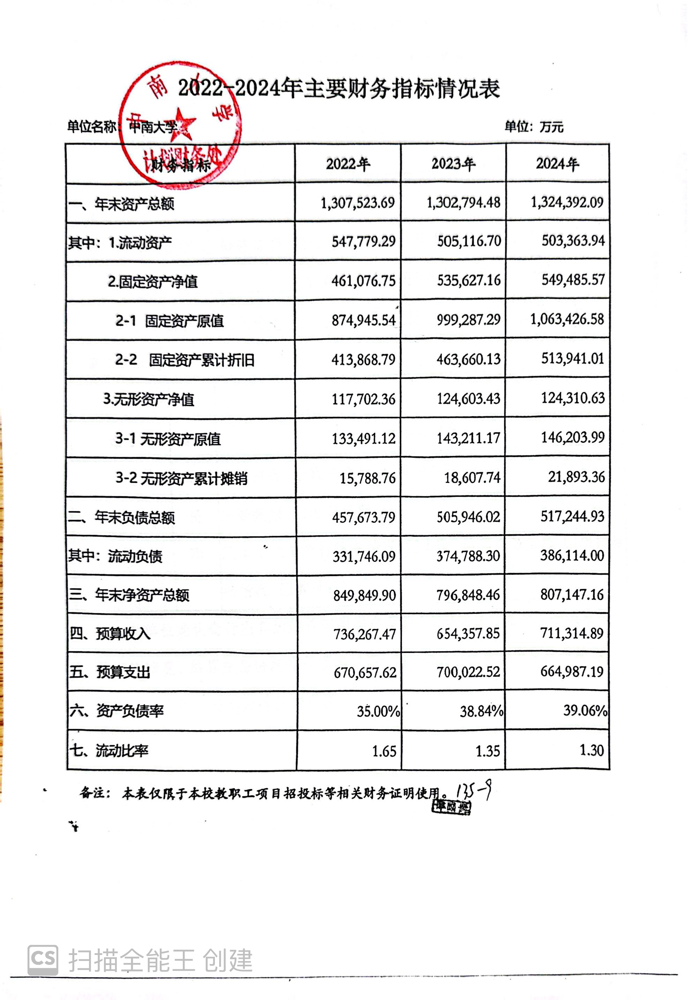 2022-2024年主要财务指标情况表
单位名称：中南大学 单位：万元
中南大学
计划财务处
财务指标 2022年 2023年 2024年
一、年末资产总额 1,307,523.69 1,302,794.48 1,324,392.09
其中：1.流动资产 547,779.29 505,116.70 503,363.94
2.固定资产净值 461,076.75 535,627.16 549,485.57
2-1 固定资产原值 874,945.54 999,287.29 1,063,426.58
2-2 固定资产累计折旧 413,868.79 463,660.13 513,941.01
3.无形资产净值 117,702.36 124,603.43 124,310.63
3-1 无形资产原值 133,491.12 143,211.17 146,203.99
3-2 无形资产累计摊销 15,788.76 18,607.74 21,893.36
二、年末负债总额 457,673.79 505,946.02 517,244.93
其中：流动负债 331,746.09 374,788.30 386,114.00
三、年末净资产总额 849,849.90 796,848.46 807,147.16
四、预算收入 736,267.47 654,357.85 711,314.89
五、预算支出 670,657.62 700,022.52 664,987.19
六、资产负债率 35.00% 38.84% 39.06%
七、流动比率 1.65 1.35 1.30
备注：本表仅限于本校教职工项目招投标等相关财务证明使用。135-9
CS 扫描全能王 创建